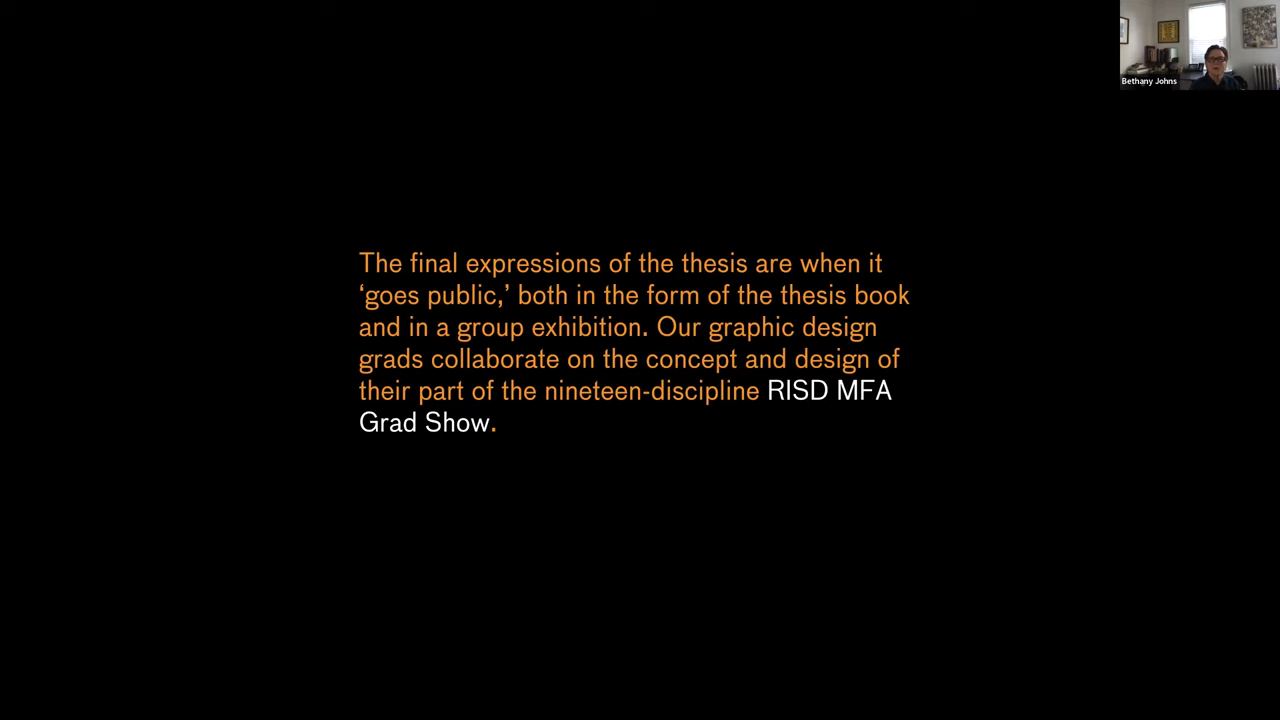 The final expressions of the thesis are when it
‘goes public,’ both in the form of the thesis book
and in a group exhibition. Our graphic design
grads collaborate on the concept and design of
their part of the nineteen-discipline RISD MFA
Grad Show.
Bethany Johns